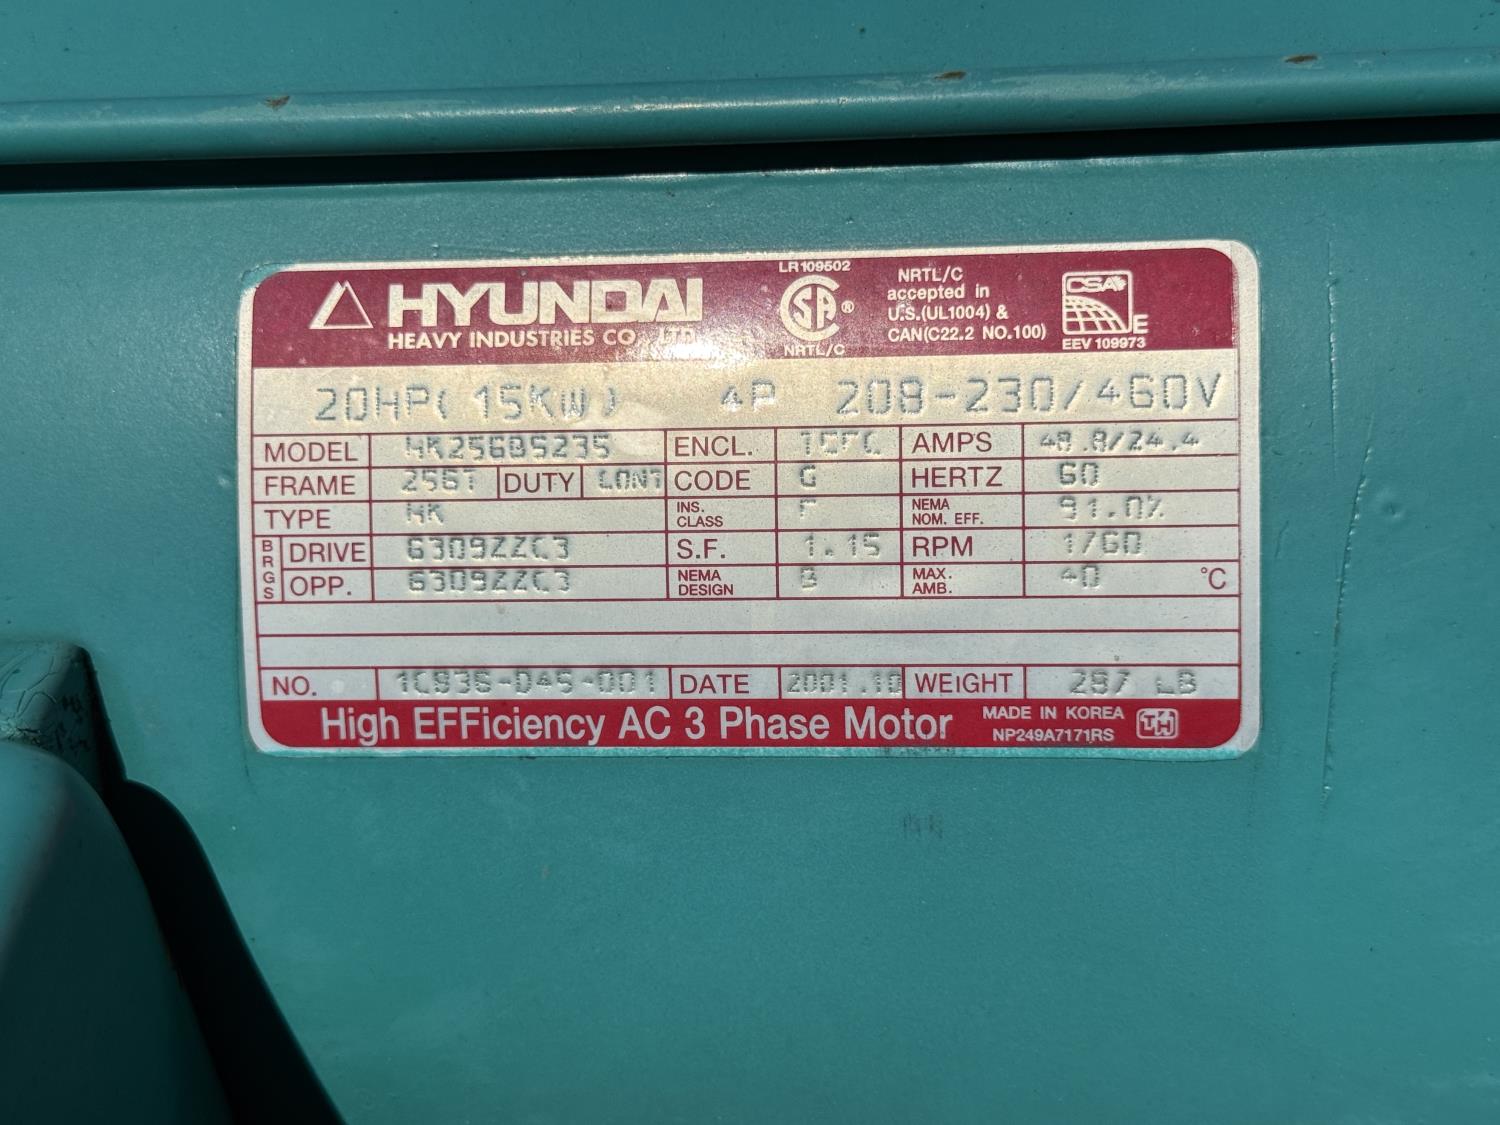 LR109502
NRTL/C
HYUNDAI
accepted in
CSA
SA ®
U.S.(UL1004) &
HEAVY INDUSTRIES CO., LTD.
CAN(C22.2 NO.100)
E
NRTL/C
EEV 109973
20HP(15KW) 4P 208-230/460V
MODEL HK256BS235 ENCL. TEFC AMPS 48.8/24.4
FRAME 256T DUTY CONT CODE G HERTZ 60
TYPE HK INS. CLASS F NEMA NOM. EFF. 91.0%
BRGS DRIVE 6309ZZC3 S.F. 1.15 RPM 1760
OPP. 6309ZZC3 NEMA DESIGN B MAX. AMB. 40 °C
NO. DATE 2001.10 WEIGHT 287 LB
High EFFiciency AC 3 Phase Motor MADE IN KOREA
NP249A7171RS